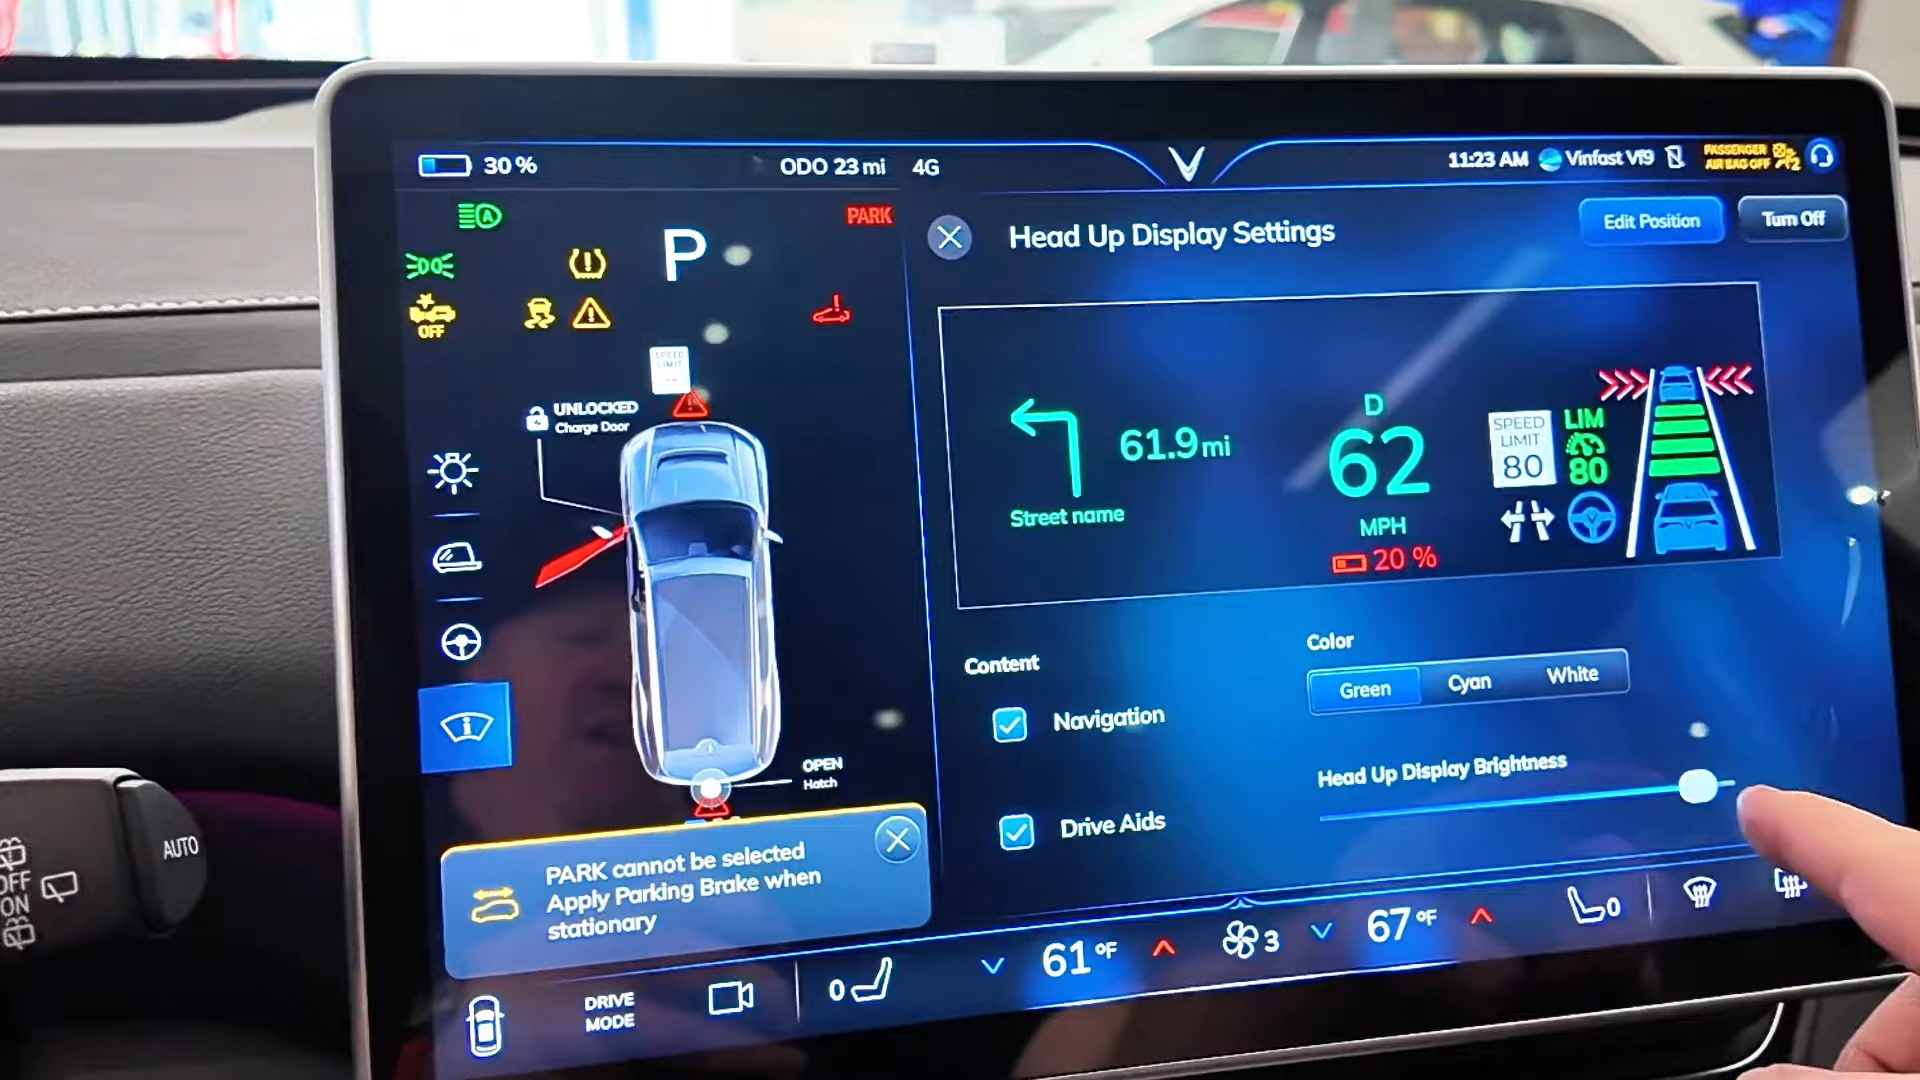 30 %
ODO 23 mi
4G
11:23 AM
Vinfast Vf9
PASSENGER
AIR BAG OFF
2
A
PARK
P
OFF
Head Up Display Settings
Edit Position
Turn Off
SPEED
LIMIT
UNLOCKED
Charge Door
61.9 mi
Street name
D
62
MPH
20 %
SPEED
LIMIT
80
LIM
80
Content
Navigation
Drive Aids
Color
Green
Cyan
White
Head Up Display Brightness
OPEN
Hatch
PARK cannot be selected
Apply Parking Brake when
stationary
DRIVE
MODE
0
61 °F
3
67 °F
0
AUTO
OFF
ON